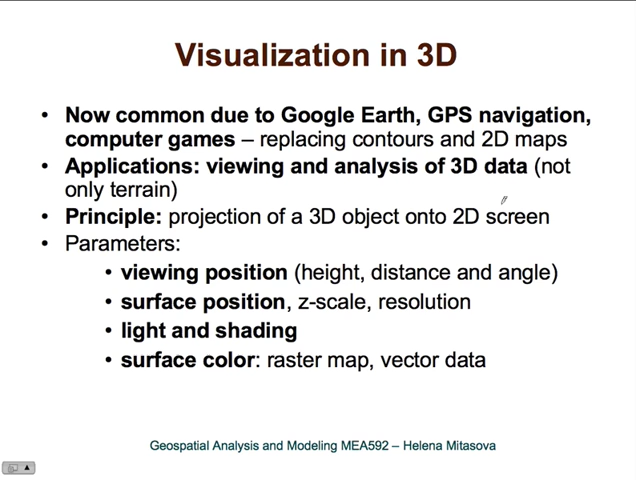 Visualization in 3D
• Now common due to Google Earth, GPS navigation,
computer games – replacing contours and 2D maps
• Applications: viewing and analysis of 3D data (not
only terrain)
• Principle: projection of a 3D object onto 2D screen
• Parameters:
• viewing position (height, distance and angle)
• surface position, z-scale, resolution
• light and shading
• surface color: raster map, vector data
Geospatial Analysis and Modeling MEA592 – Helena Mitasova